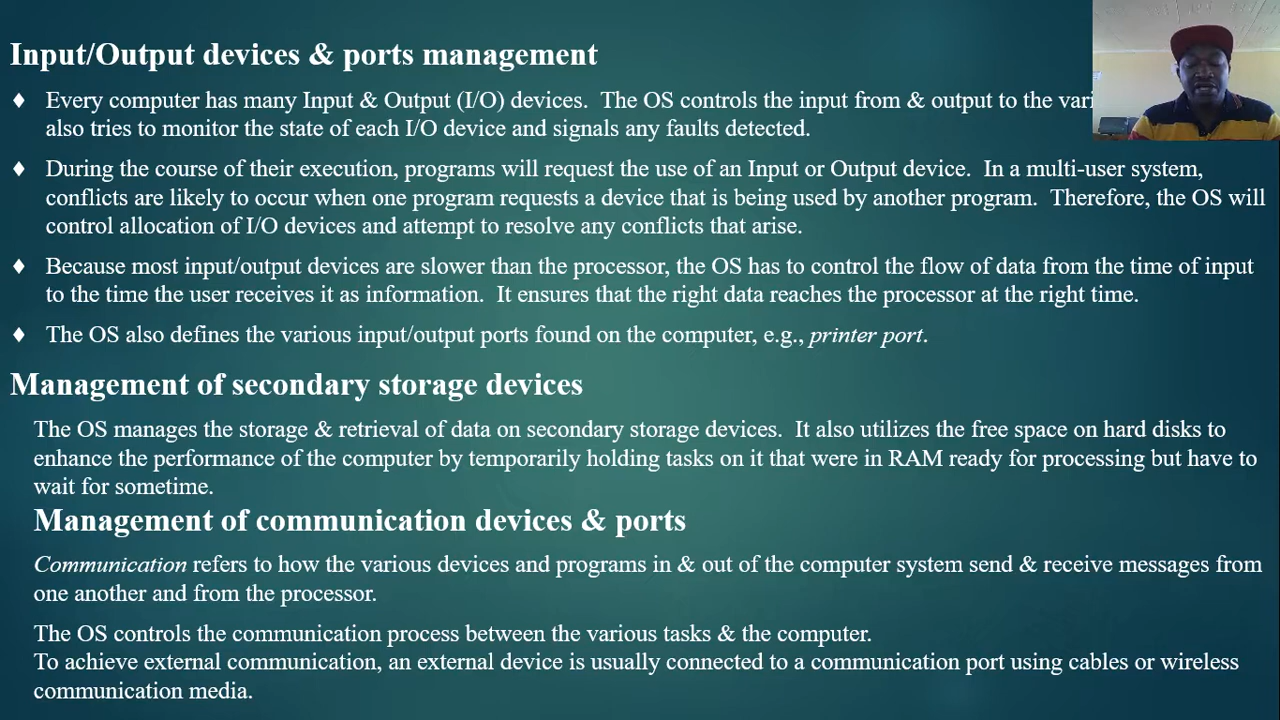 Input/Output devices & ports management
♦ Every computer has many Input & Output (I/O) devices. The OS controls the input from & output to the
also tries to monitor the state of each I/O device and signals any faults detected.
♦ During the course of their execution, programs will request the use of an Input or Output device. In a multi-user system,
conflicts are likely to occur when one program requests a device that is being used by another program. Therefore, the OS will
control allocation of I/O devices and attempt to resolve any conflicts that arise.
♦ Because most input/output devices are slower than the processor, the OS has to control the flow of data from the time of input
to the time the user receives it as information. It ensures that the right data reaches the processor at the right time.
♦ The OS also defines the various input/output ports found on the computer, e.g., printer port.
Management of secondary storage devices
The OS manages the storage & retrieval of data on secondary storage devices. It also utilizes the free space on hard disks to
enhance the performance of the computer by temporarily holding tasks on it that were in RAM ready for processing but have to
wait for sometime.
Management of communication devices & ports
Communication refers to how the various devices and programs in & out of the computer system send & receive messages from
one another and from the processor.
The OS controls the communication process between the various tasks & the computer.
To achieve external communication, an external device is usually connected to a communication port using cables or wireless
communication media.